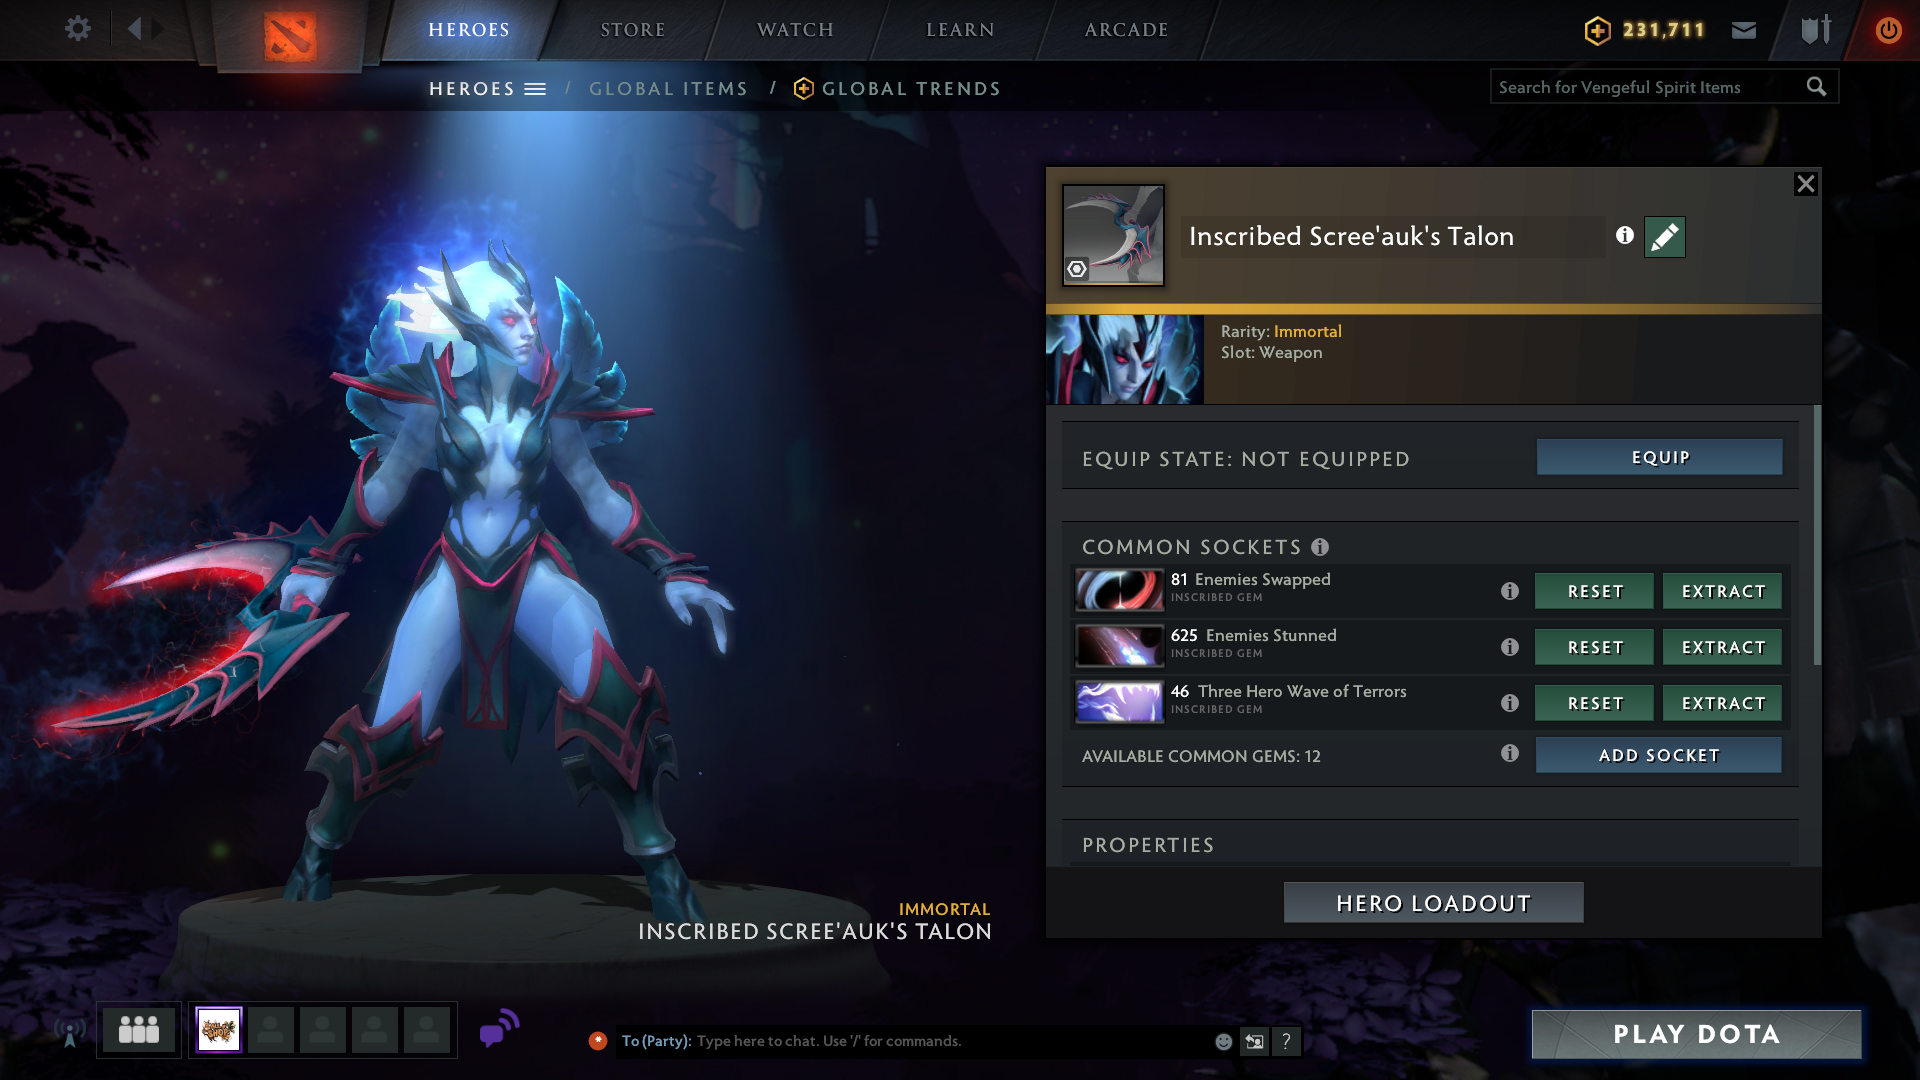 HEROES
STORE
WATCH
LEARN
ARCADE
231,711
HEROES / GLOBAL ITEMS / GLOBAL TRENDS
Search for Vengeful Spirit Items
Inscribed Scree'auk's Talon
Rarity: Immortal
Slot: Weapon
EQUIP STATE: NOT EQUIPPED
EQUIP
COMMON SOCKETS
81 Enemies Swapped
INSCRIBED GEM
RESET
EXTRACT
625 Enemies Stunned
INSCRIBED GEM
RESET
EXTRACT
46 Three Hero Wave of Terrors
INSCRIBED GEM
RESET
EXTRACT
AVAILABLE COMMON GEMS: 12
ADD SOCKET
PROPERTIES
HERO LOADOUT
IMMORTAL
INSCRIBED SCREE'AUK'S TALON
To (Party): Type here to chat. Use '/' for commands.
?
PLAY DOTA